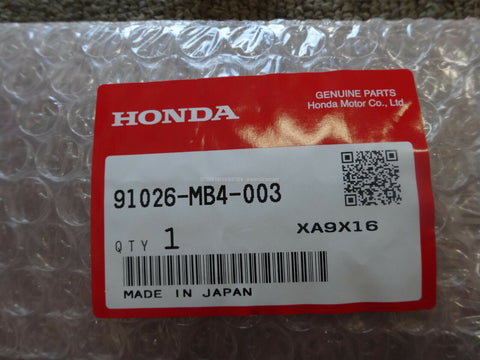 GENUINE PARTS
HONDA
Honda Motor Co., Ltd.
91026-MB4-003
QTY 1
XA9X16
MADE IN JAPAN